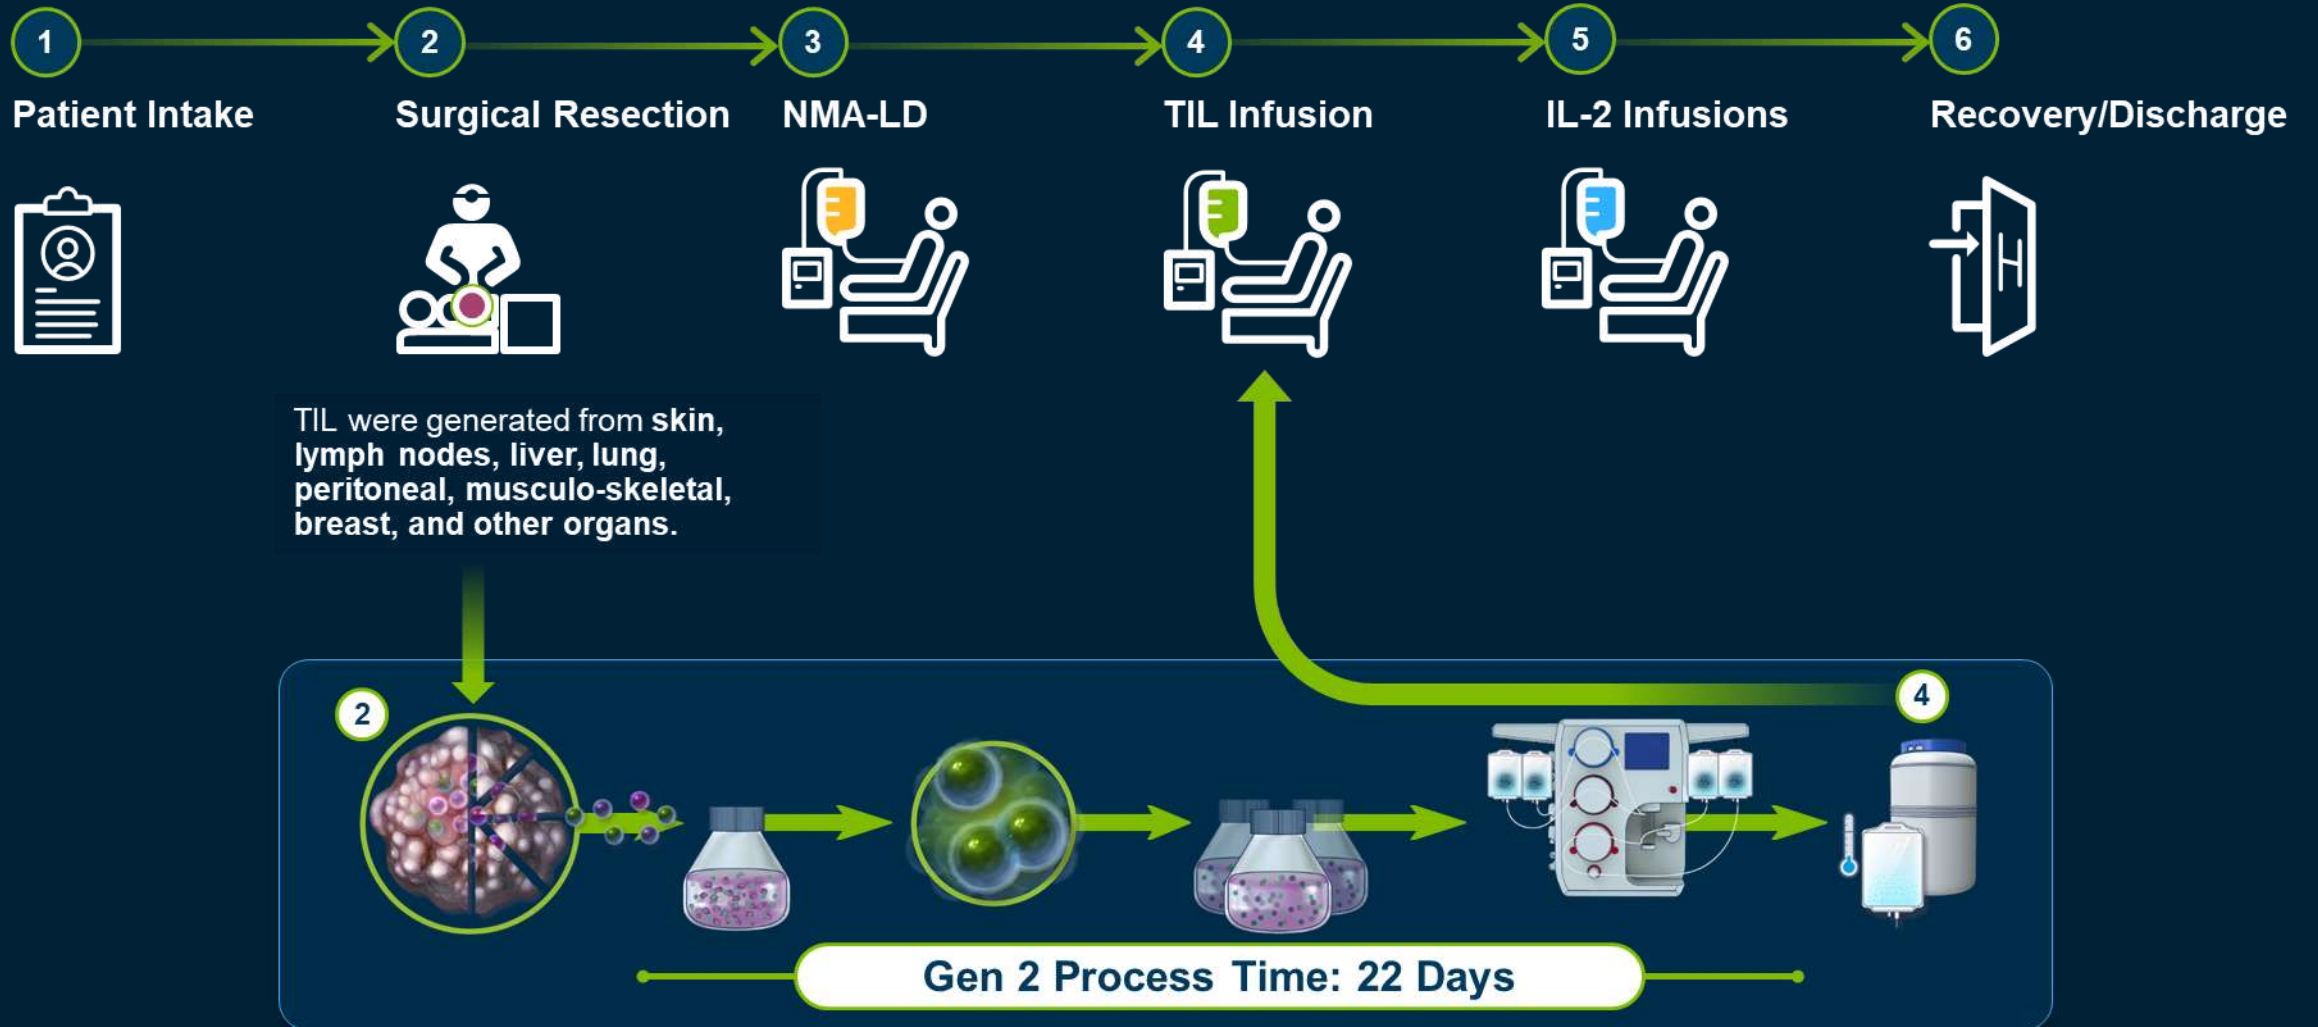 1
2
3
4
5
6
Patient Intake
Surgical Resection
NMA-LD
TIL Infusion
IL-2 Infusions
Recovery/Discharge
H
TIL were generated from skin,
lymph nodes, liver, lung,
peritoneal, musculo-skeletal,
breast, and other organs.
2
4
Gen 2 Process Time: 22 Days